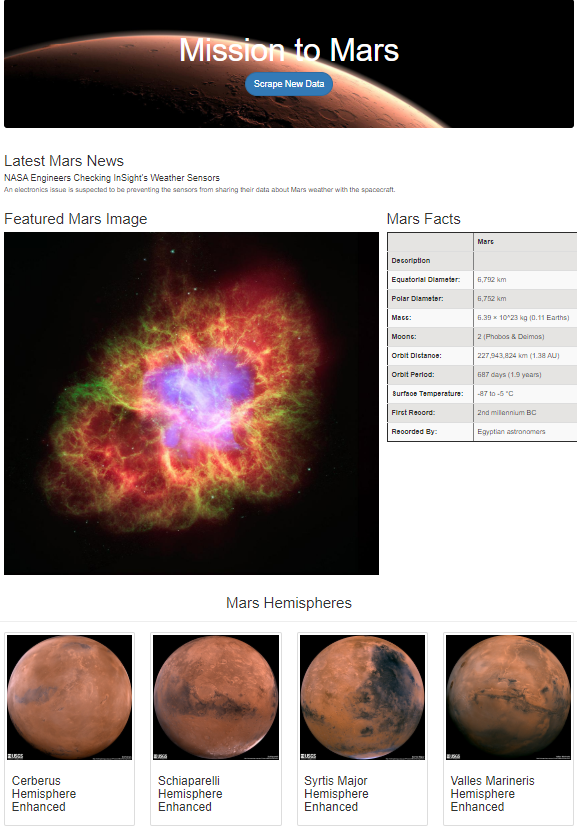 Mission to Mars
Scrape New Data
Latest Mars News
NASA Engineers Checking InSight's Weather Sensors
An electronics issue is suspected to be preventing the sensors from sharing their data about Mars weather with the spacecraft.
Featured Mars Image
Mars Facts
Mars
Description
Equatorial Diameter: 6,792 km
Polar Diameter: 6,752 km
Mass: 6.39 × 10^23 kg (0.11 Earths)
Moons: 2 (Phobos & Deimos)
Orbit Distance: 227,943,824 km (1.38 AU)
Orbit Period: 687 days (1.9 years)
Surface Temperature: -87 to -5 °C
First Record: 2nd millennium BC
Recorded By: Egyptian astronomers
Mars Hemispheres
USGS
USGS
USGS
USGS
Cerberus
Hemisphere
Enhanced
Schiaparelli
Hemisphere
Enhanced
Syrtis Major
Hemisphere
Enhanced
Valles Marineris
Hemisphere
Enhanced